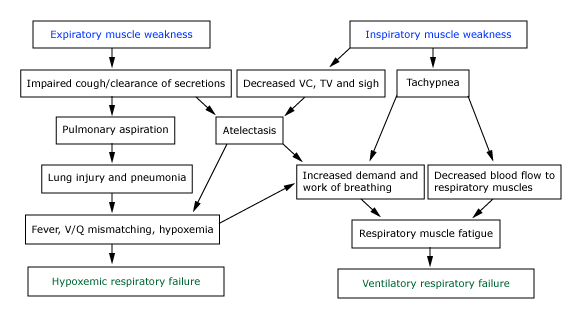 Expiratory muscle weakness
Inspiratory muscle weakness
Impaired cough/clearance of secretions
Decreased VC, TV and sigh
Tachypnea
Pulmonary aspiration
Atelectasis
Lung injury and pneumonia
Increased demand and
work of breathing
Decreased blood flow to
respiratory muscles
Fever, V/Q mismatching, hypoxemia
Respiratory muscle fatigue
Hypoxemic respiratory failure
Ventilatory respiratory failure